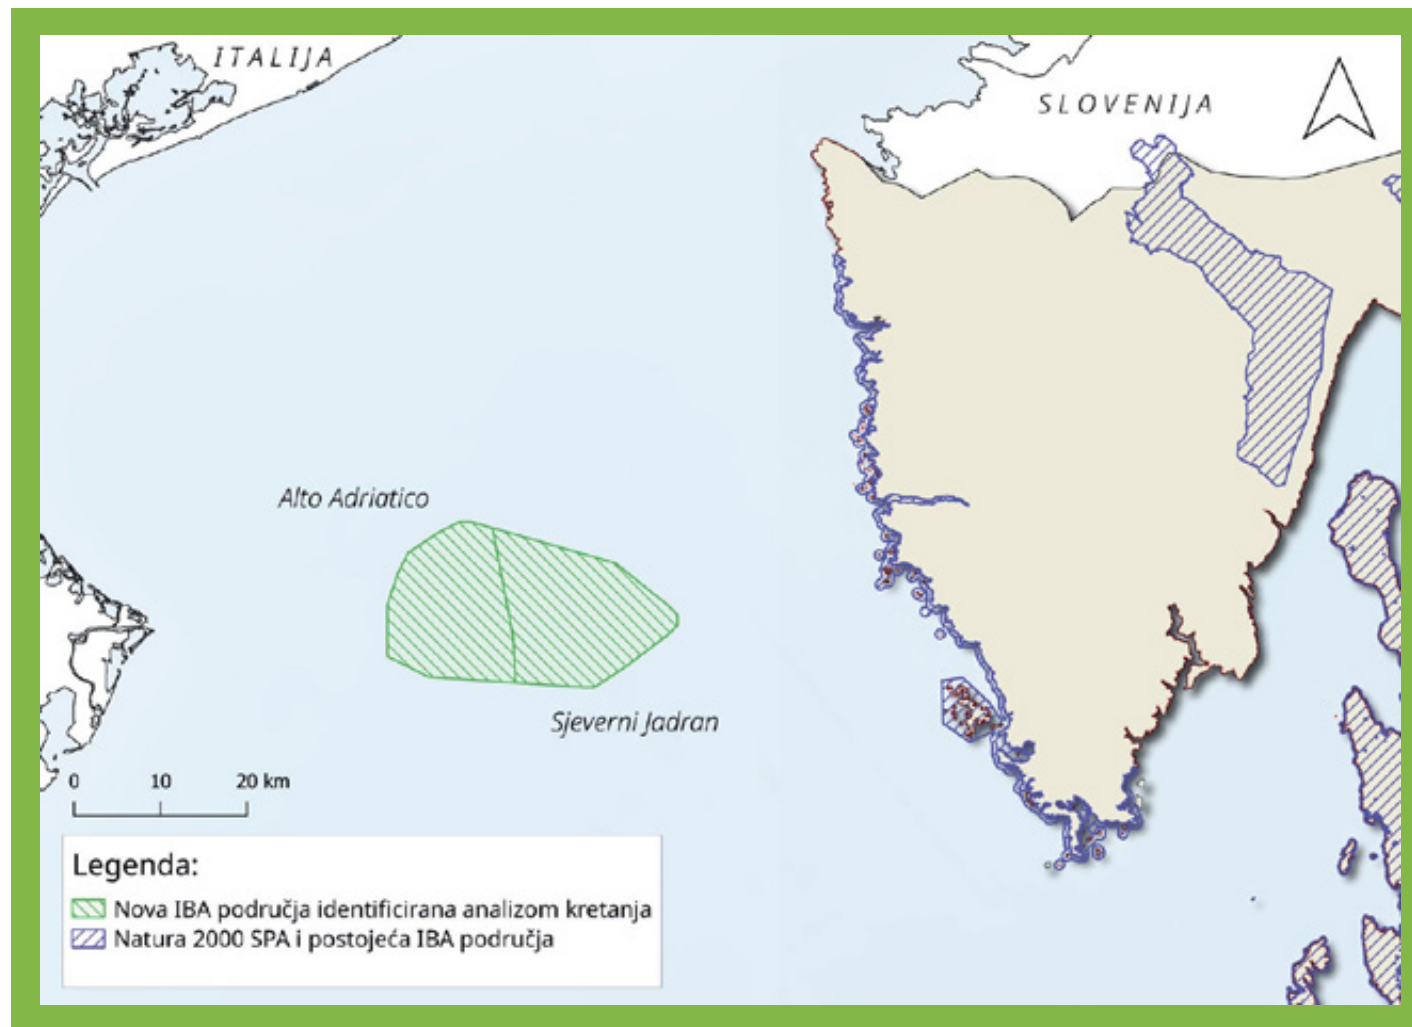 ITALIJA
SLOVENIJA
Alto Adriatico
Sjeverni Jadran
0 10 20 km
Legenda:
Nova IBA područja identificirana analizom kretanja
Natura 2000 SPA i postojeća IBA područja